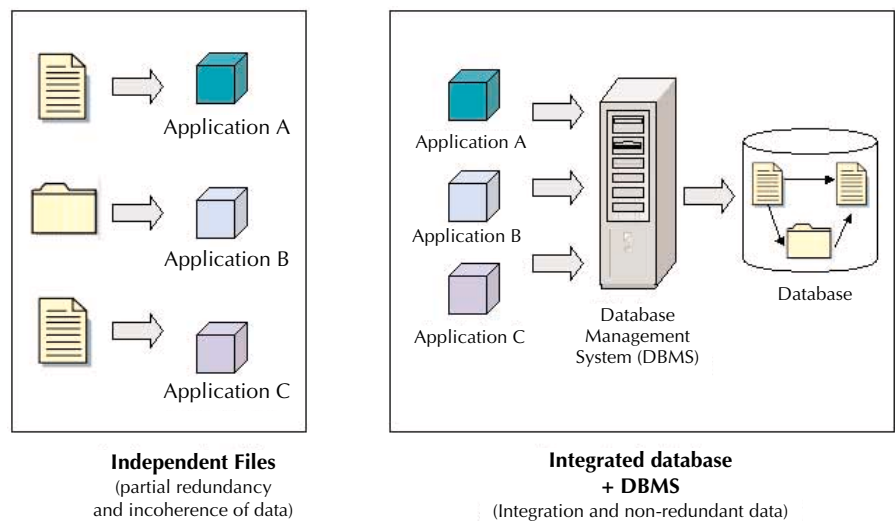 Application A
Application B
Application C
Independent Files
(partial redundancy
and incoherence of data)
Application A
Application B
Application C
Database
Management
System (DBMS)
Database
Integrated database
+ DBMS
(Integration and non-redundant data)